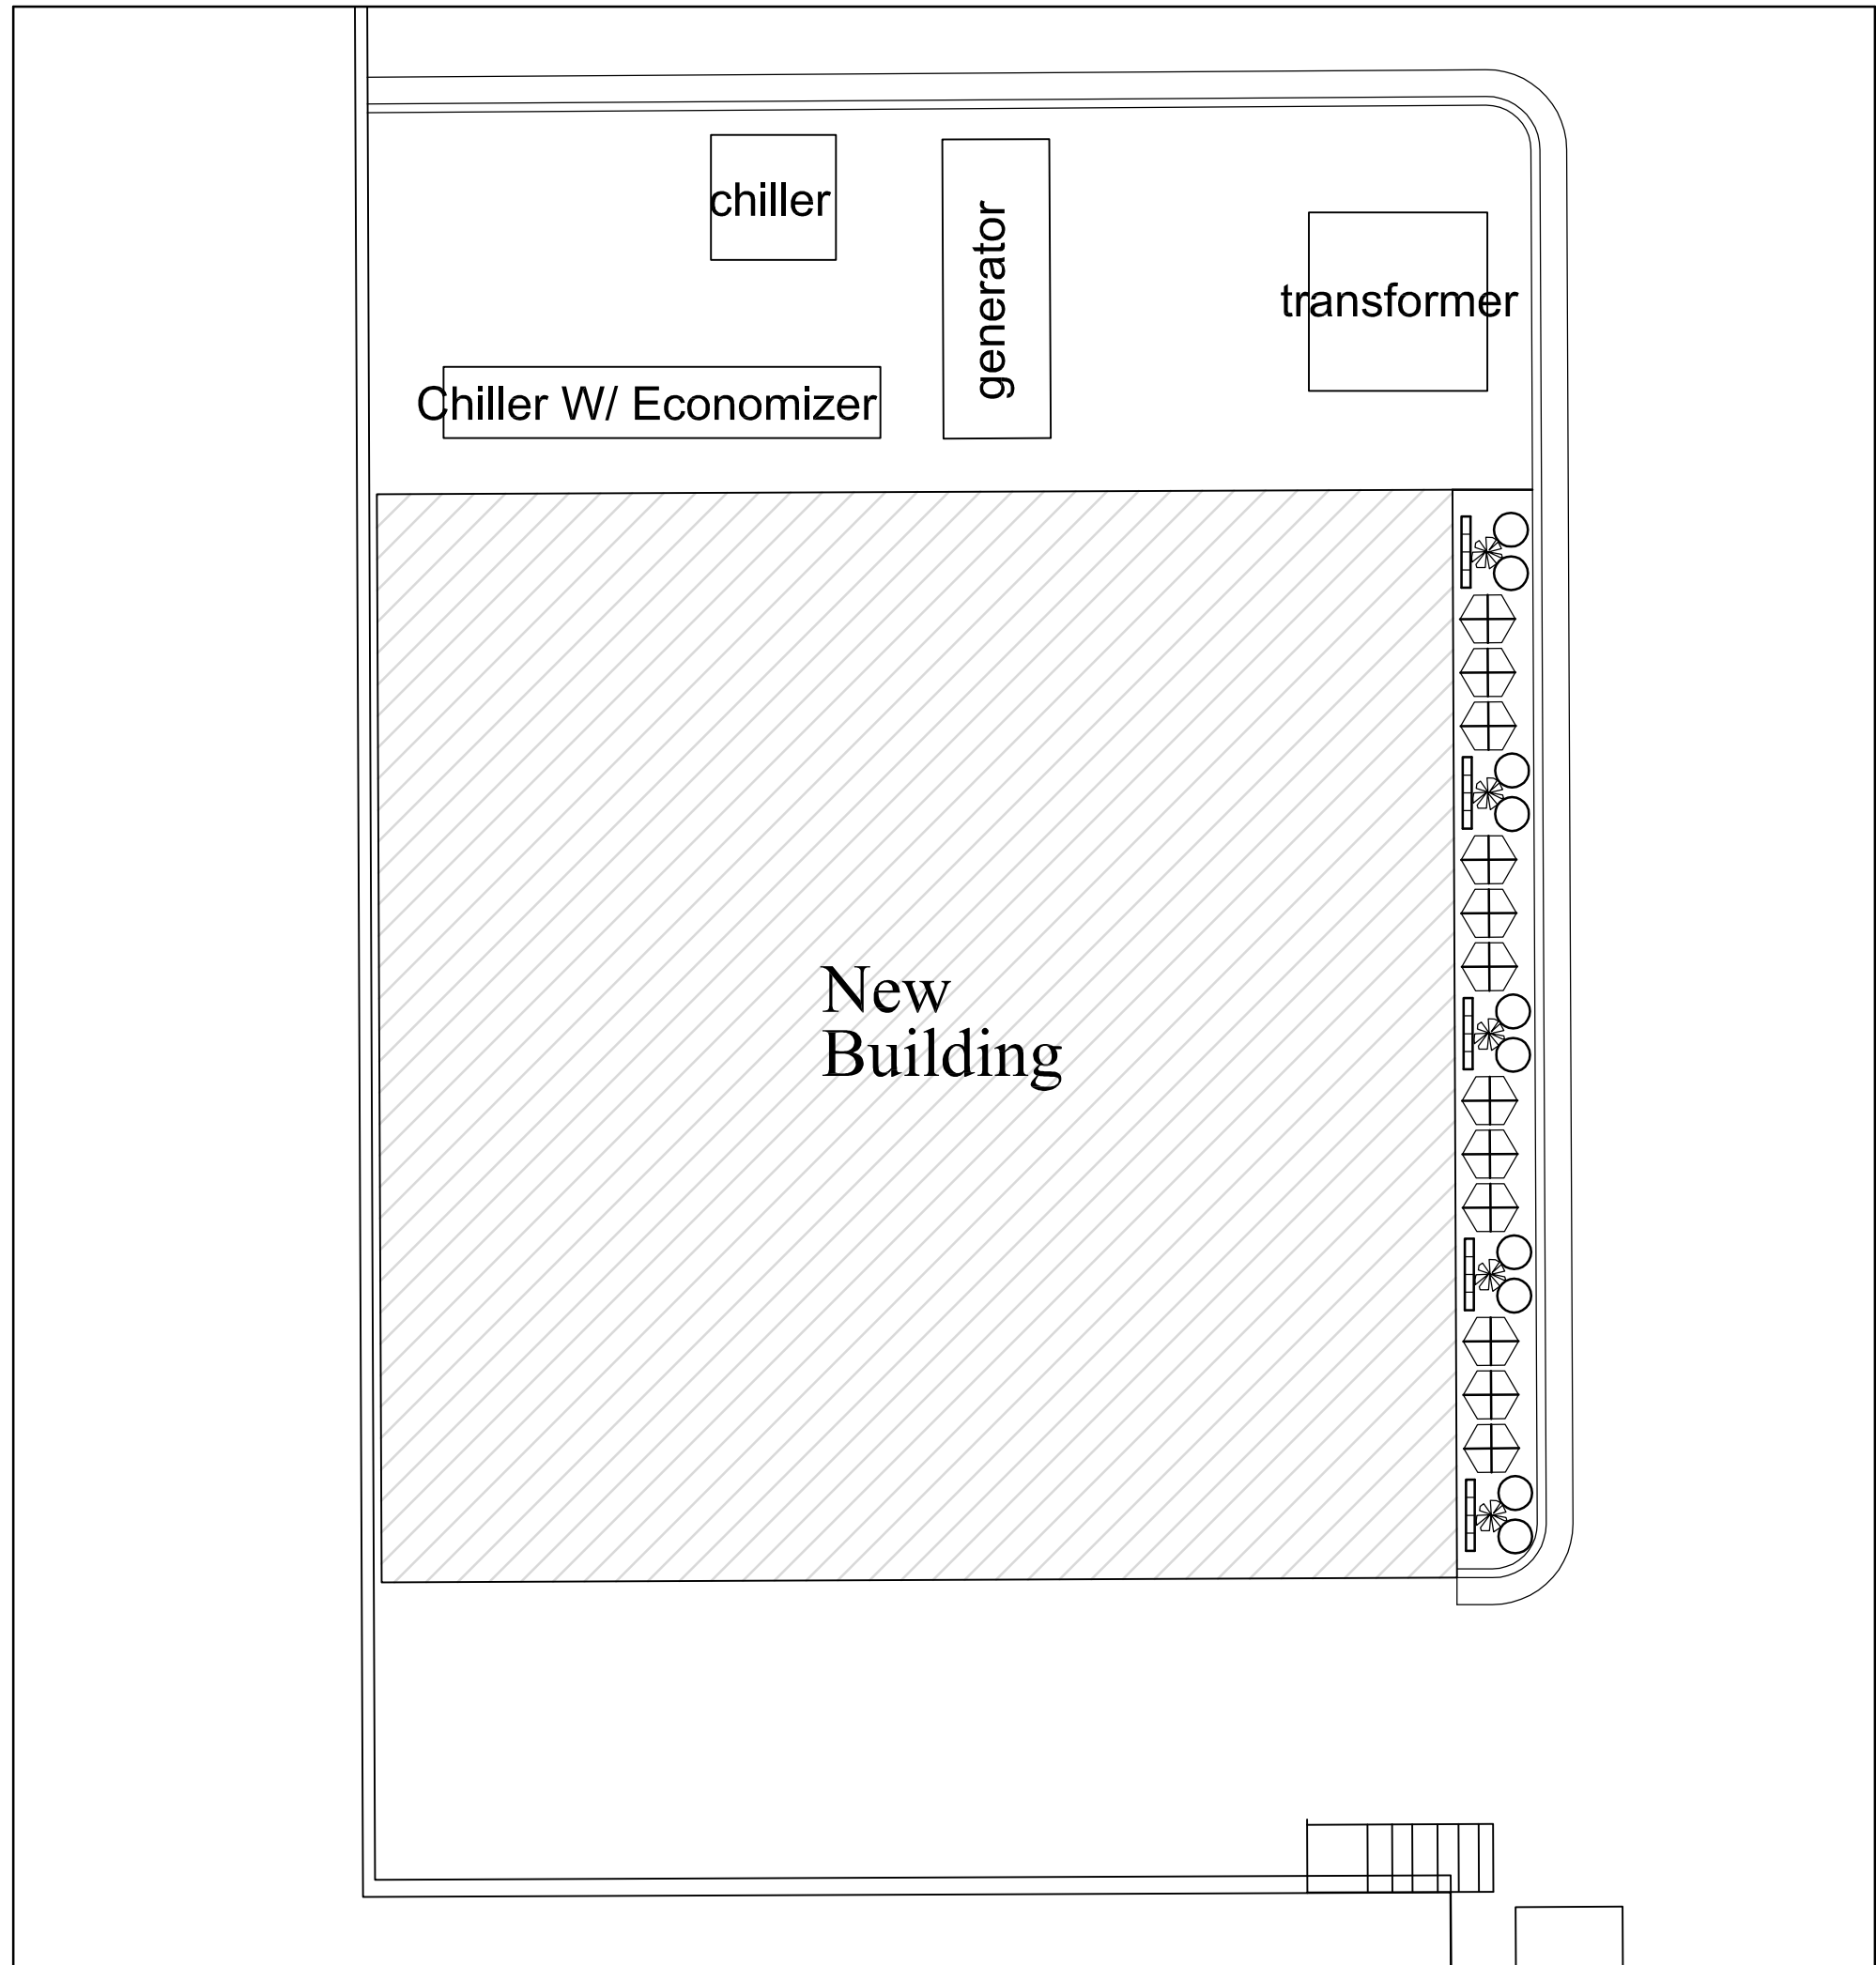 chiller
generator
transformer
Chiller W/ Economizer
New
Building